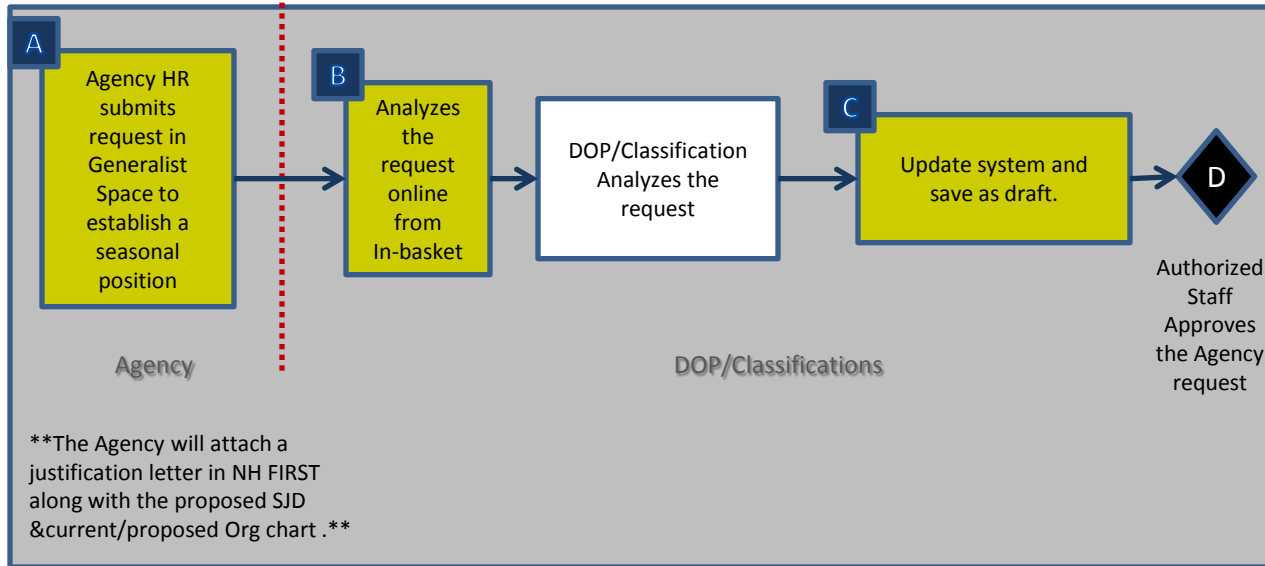 A
Agency HR
submits
request in
Generalist
Space to
establish a
seasonal
position
B
Analyzes
the
request
online
from
In-basket
DOP/Classification
Analyzes the
request
C
Update system and
save as draft.
D
Authorized
Staff
Approves
the Agency
request
Agency
DOP/Classifications
**The Agency will attach a
justification letter in NH FIRST
along with the proposed SJD
&current/proposed Org chart .**